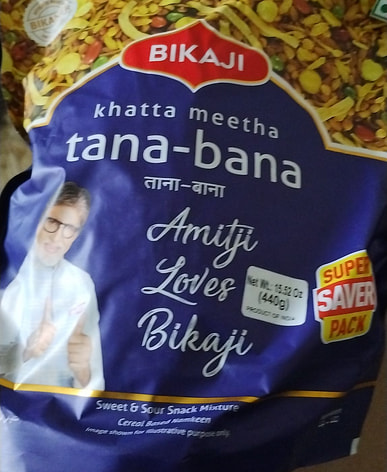 BIKAJI
khatta meetha
tana-bana
ताना-बाना
Amitji
Loves
Bikaji
Net Wt. 15.52 Oz
(440g)
PRODUCT OF INDIA
SUPER
SAVER
PACK
Sweet & Sour Snack Mixture
Cereal Based Namkeen
Image shown for illustrative purpose only